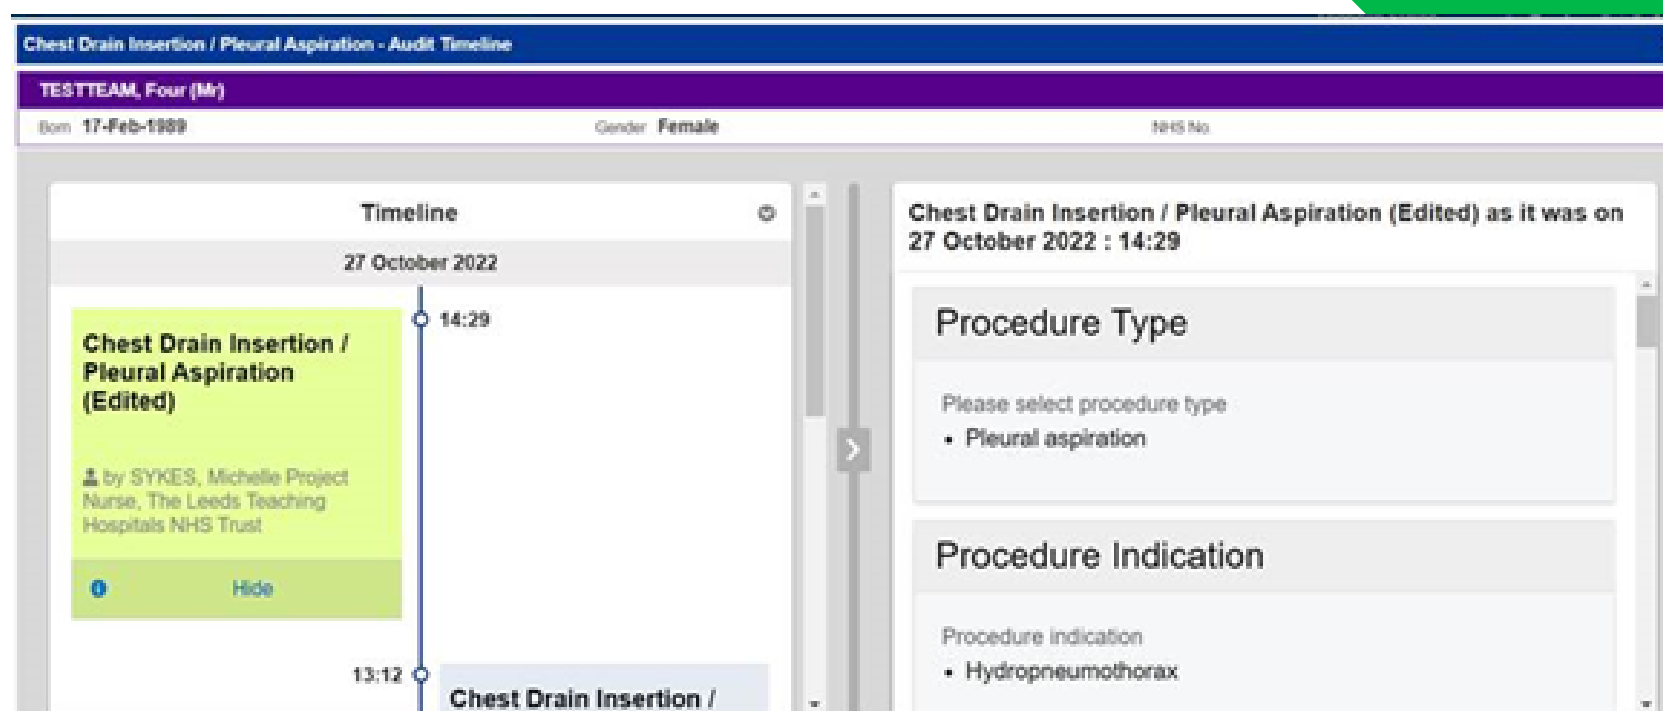 Chest Drain Insertion / Pleural Aspiration - Audit Timeline
TESTTEAM, Four (Mr)
Born 17-Feb-1989
Gender Female
NHS No.
Timeline
27 October 2022
14:29
Chest Drain Insertion /
Pleural Aspiration
(Edited)
by SYKES, Michelle Project
Nurse, The Leeds Teaching
Hospitals NHS Trust
Hide
13:12
Chest Drain Insertion /
Chest Drain Insertion / Pleural Aspiration (Edited) as it was on
27 October 2022 : 14:29
Procedure Type
Please select procedure type
• Pleural aspiration
Procedure Indication
Procedure indication
• Hydropneumothorax